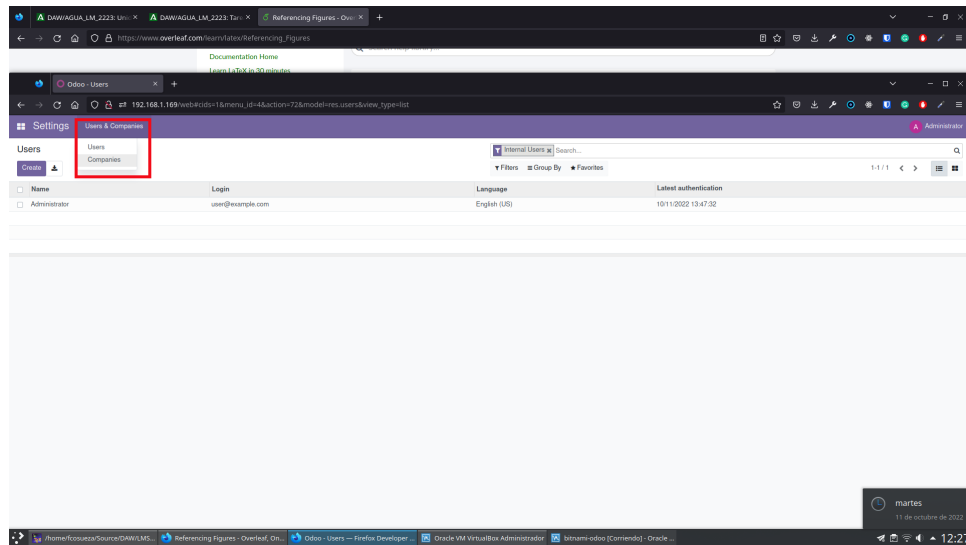 DAW/AGUA_LM_2223: Uni
DAW/AGUA_LM_2223: Tar
Referencing Figures - Ove
https://www.overleaf.com/learn/latex/Referencing_Figures
Documentation Home
Learn LaTeX in 30 minutes
Odoo - Users
192.168.1.169/web#cids=1&menu_id=4&action=72&model=res.users&view_type=list
Settings Users & Companies A Administrator
Users
Users
Companies
Internal Users Search...
Create
Filters Group By Favorites 1-1 / 1
Name Login Language Latest authentication
Administrator user@example.com English (US) 10/11/2022 13:47:32
martes
11 de octubre de 2022
/home/fcosueza/Source/DAW/LMS... Referencing Figures - Overleaf, On... Odoo - Users — Firefox Developer ... Oracle VM VirtualBox Administrador bitnami-odoo [Corriendo] - Oracle ... 12:27